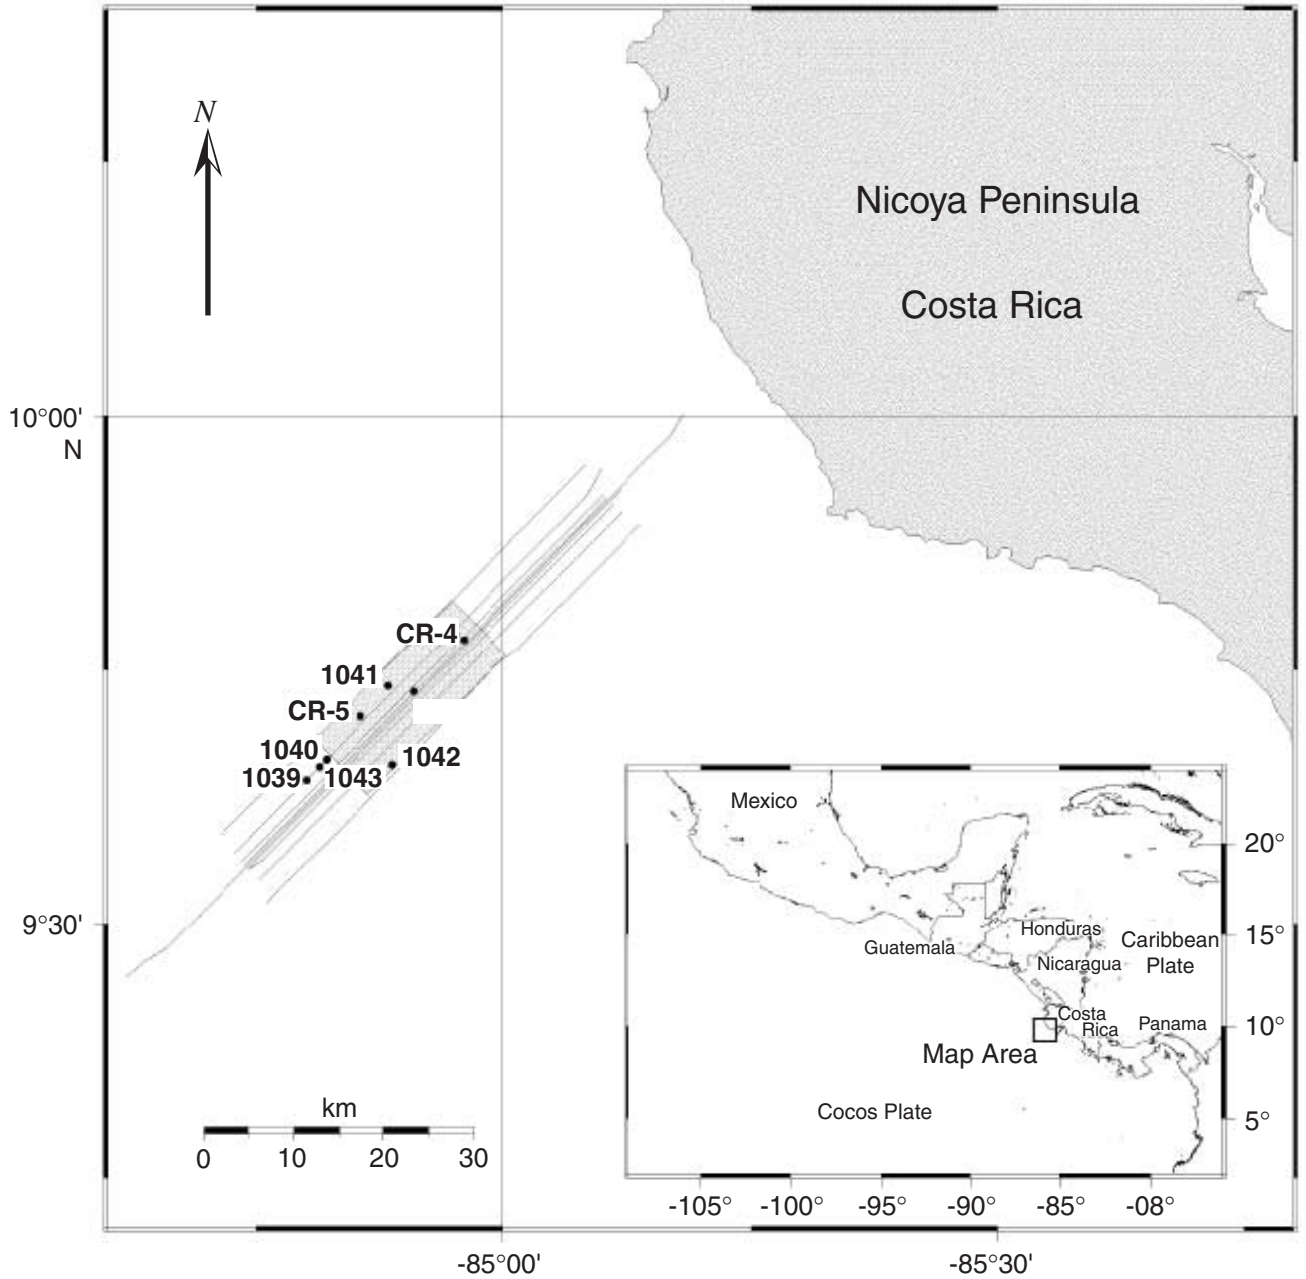 N
Nicoya Peninsula
Costa Rica
10°00'
N
CR-4
1041
CR-5
1040
1042
1039
1043
9°30'
Mexico
20°
Honduras
Guatemala
Caribbean
Plate
15°
Nicaragua
Costa
Rica
Panama
10°
Map Area
Cocos Plate
5°
km
0 10 20 30
-105° -100° -95° -90° -85° -08°
-85°00' -85°30'